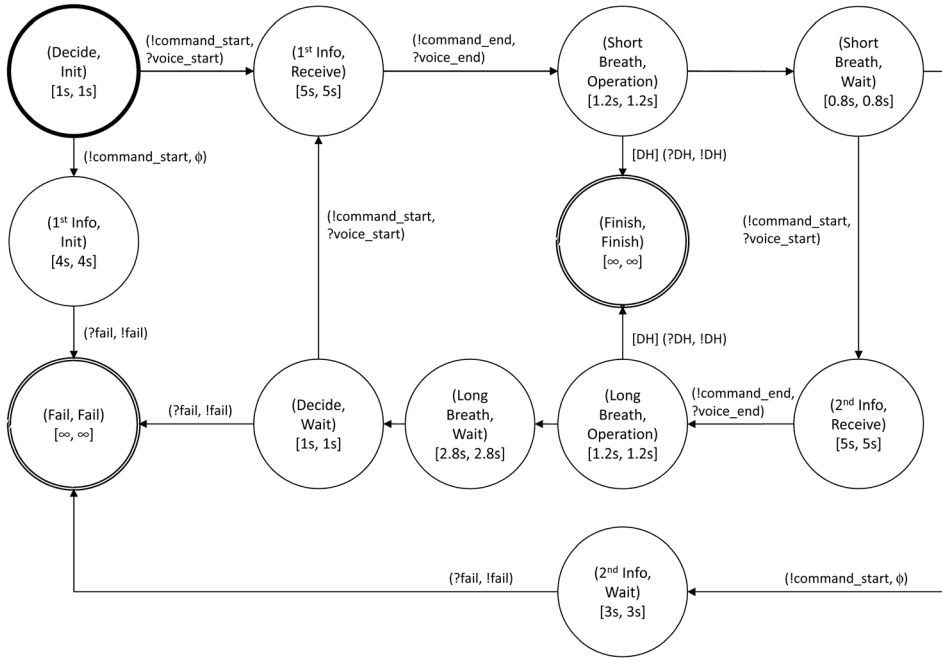 (Decide,
Init)
[1s, 1s]
(!command_start,
?voice_start)
(1st Info,
Receive)
[5s, 5s]
(!command_end,
?voice_end)
(Short
Breath,
Operation)
[1.2s, 1.2s]
(Short
Breath,
Wait)
[0.8s, 0.8s]
(!command_start, ϕ)
[DH] (?DH, !DH)
(1st Info,
Init)
[4s, 4s]
(!command_start,
?voice_start)
(Finish,
Finish)
[∞, ∞]
(!command_start,
?voice_start)
(?fail, !fail)
[DH] (?DH, !DH)
(Fail, Fail)
[∞, ∞]
(?fail, !fail)
(Decide,
Wait)
[1s, 1s]
(Long
Breath,
Wait)
[2.8s, 2.8s]
(Long
Breath,
Operation)
[1.2s, 1.2s]
(!command_end,
?voice_end)
(2nd Info,
Receive)
[5s, 5s]
(?fail, !fail)
(2nd Info,
Wait)
[3s, 3s]
(!command_start, ϕ)